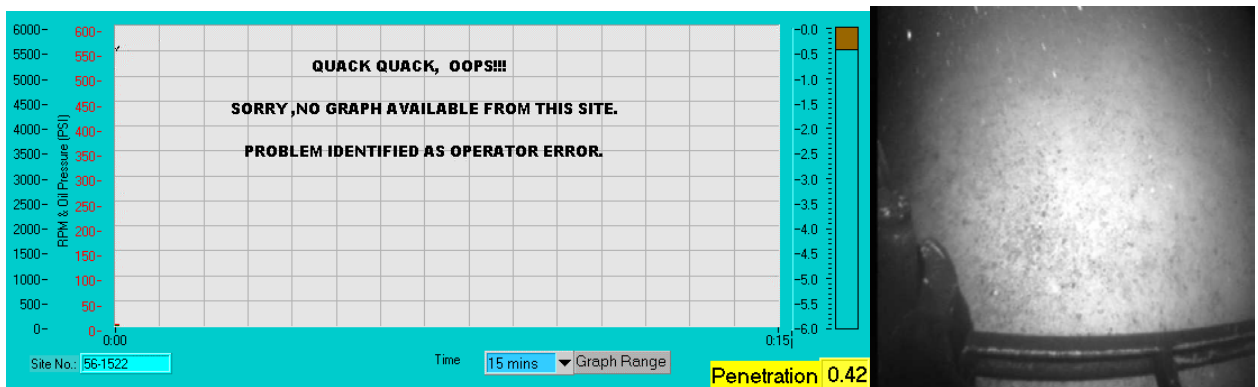 QUACK QUACK, OOPS!!!
SORRY ,NO GRAPH AVAILABLE FROM THIS SITE.
PROBLEM IDENTIFIED AS OPERATOR ERROR.
RPM & Oil Pressure (PSI)
6000- 600- -0.0
5500- 550- -0.5
5000- 500- -1.0
4500- 450- -1.5
4000- 400- -2.0
3500- 350- -2.5
3000- 300- -3.0
2500- 250- -3.5
2000- 200- -4.0
1500- 150- -4.5
1000- 100- -5.0
500- 50- -5.5
0- 0- -6.0
0:00 0:15
Site No.: 56-1522 Time 15 mins Graph Range
Penetration 0.42